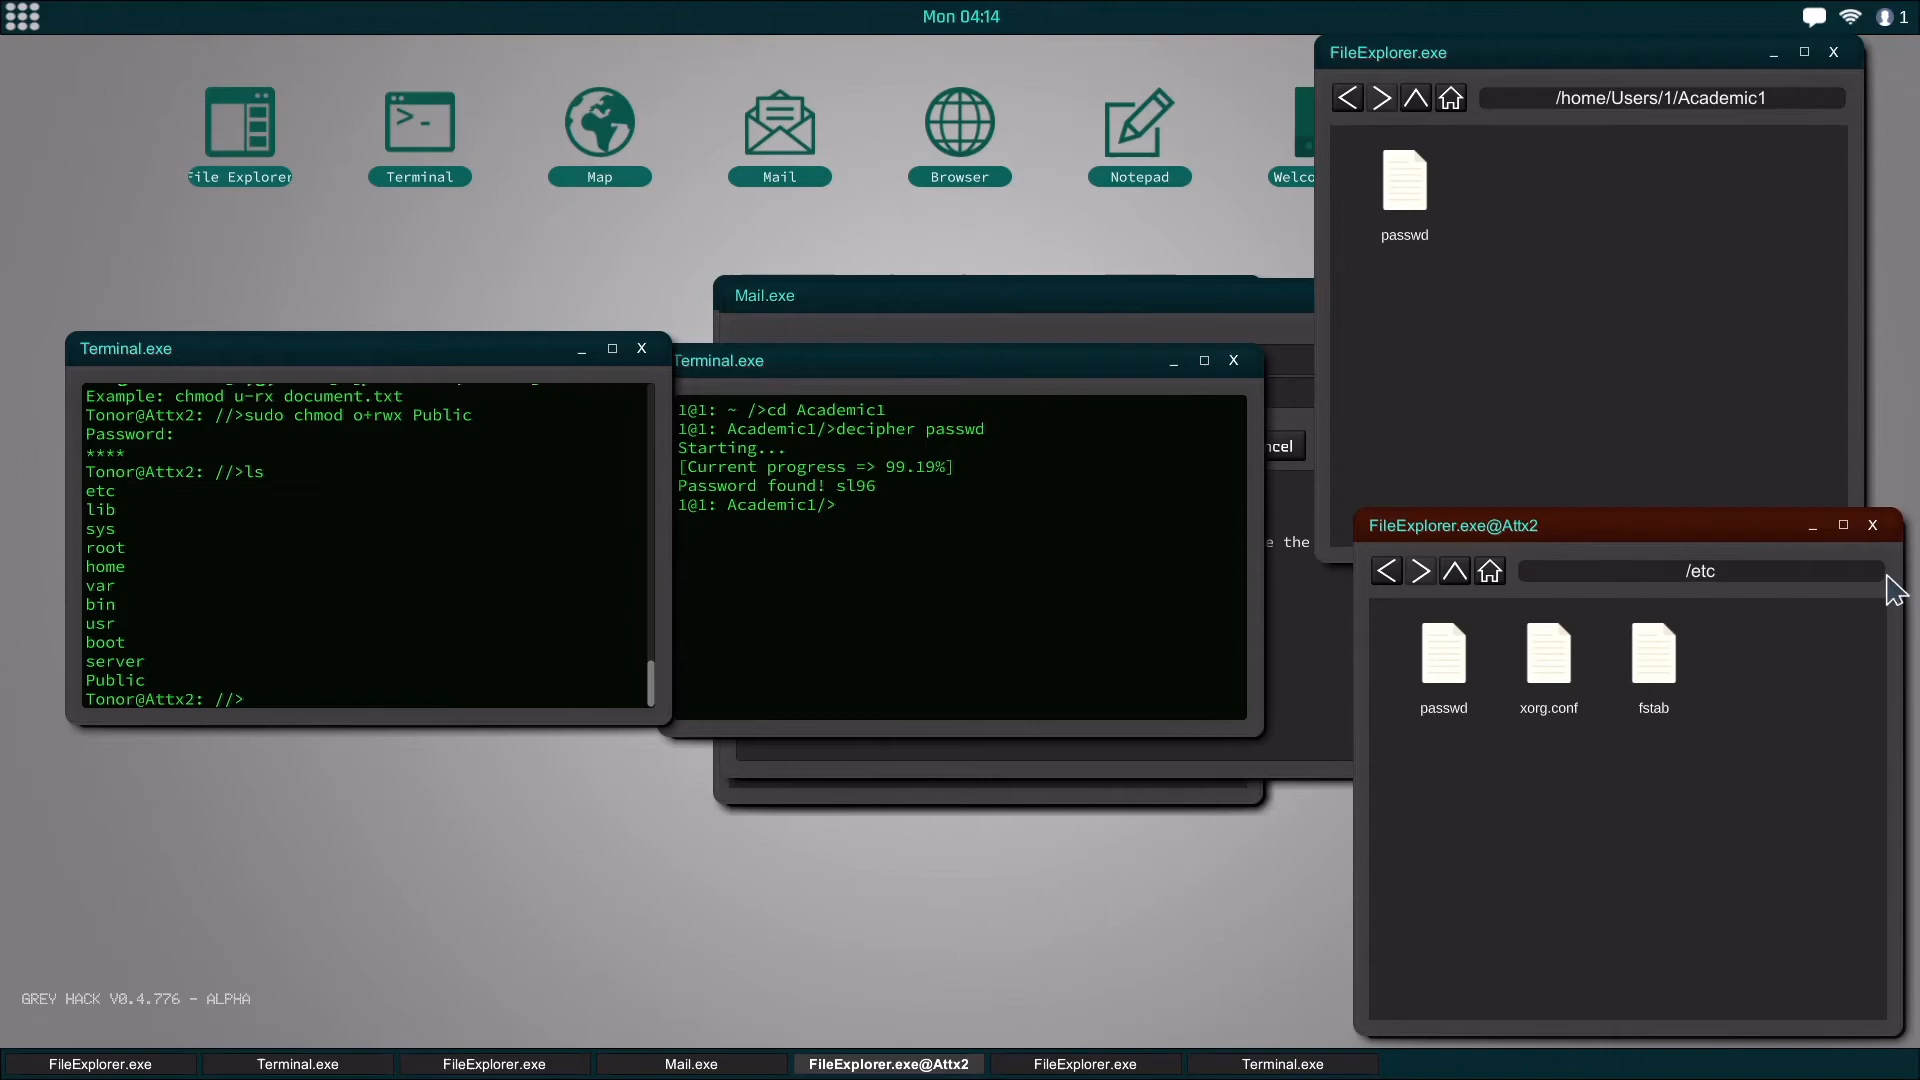 Mon 04:14
1
File Explorer
Terminal
Map
Mail
Browser
Notepad
Welco
FileExplorer.exe
_ □ X
/home/Users/1/Academic1
passwd
Mail.exe
ncel
e the
Terminal.exe
_ □ X
Example: chmod u-rx document.txt
Tonor@Attx2: //>sudo chmod o+rwx Public
Password:
****
Tonor@Attx2: //>ls
etc
lib
sys
root
home
var
bin
usr
boot
server
Public
Tonor@Attx2: //>
Terminal.exe
_ □ X
1@1: ~ />cd Academic1
1@1: Academic1/>decipher passwd
Starting...
[Current progress => 99.19%]
Password found! sl96
1@1: Academic1/>
FileExplorer.exe@Attx2
_ □ X
/etc
passwd
xorg.conf
fstab
GREY HACK V0.4.776 - ALPHA
FileExplorer.exe
Terminal.exe
FileExplorer.exe
Mail.exe
FileExplorer.exe@Attx2
FileExplorer.exe
Terminal.exe